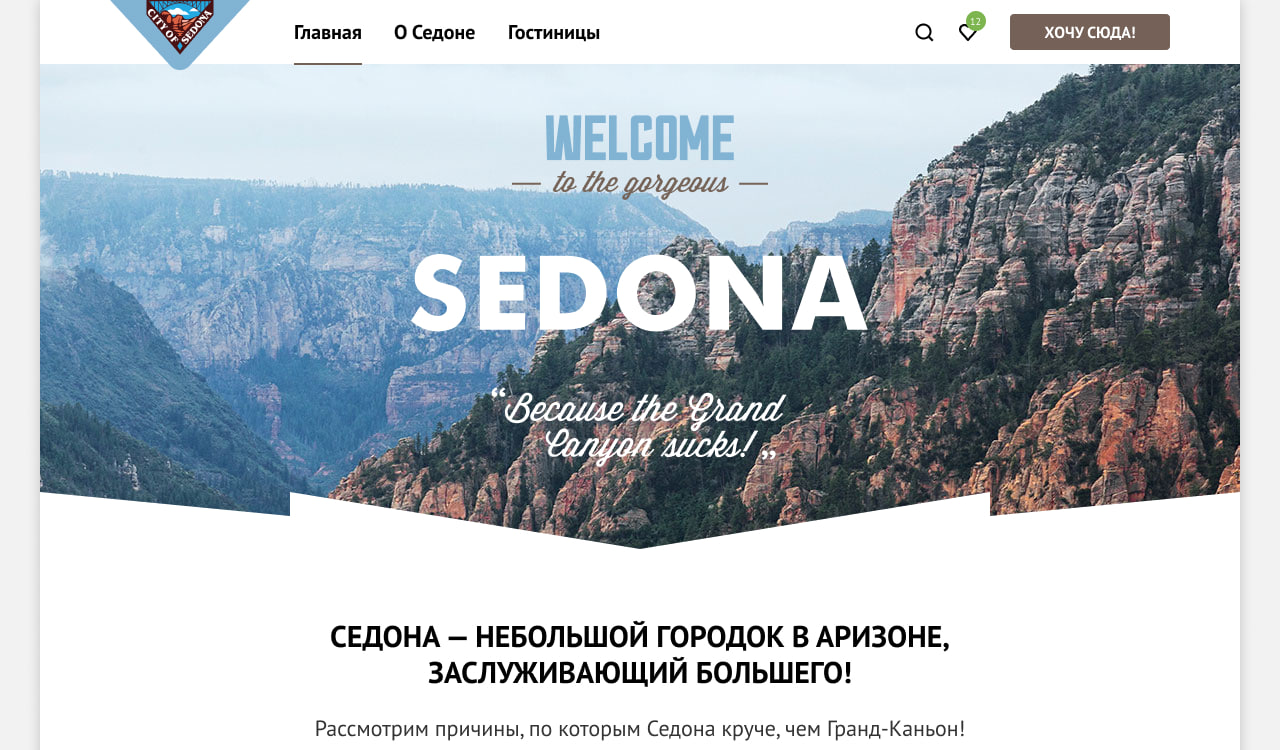 CITY OF SEDONA
Главная О Седоне Гостиницы 12 ХОЧУ СЮДА!
WELCOME
to the gorgeous
SEDONA
“Because the Grand
Canyon sucks!„
СЕДОНА — НЕБОЛЬШОЙ ГОРОДОК В АРИЗОНЕ,
ЗАСЛУЖИВАЮЩИЙ БОЛЬШЕГО!
Рассмотрим причины, по которым Седона круче, чем Гранд-Каньон!